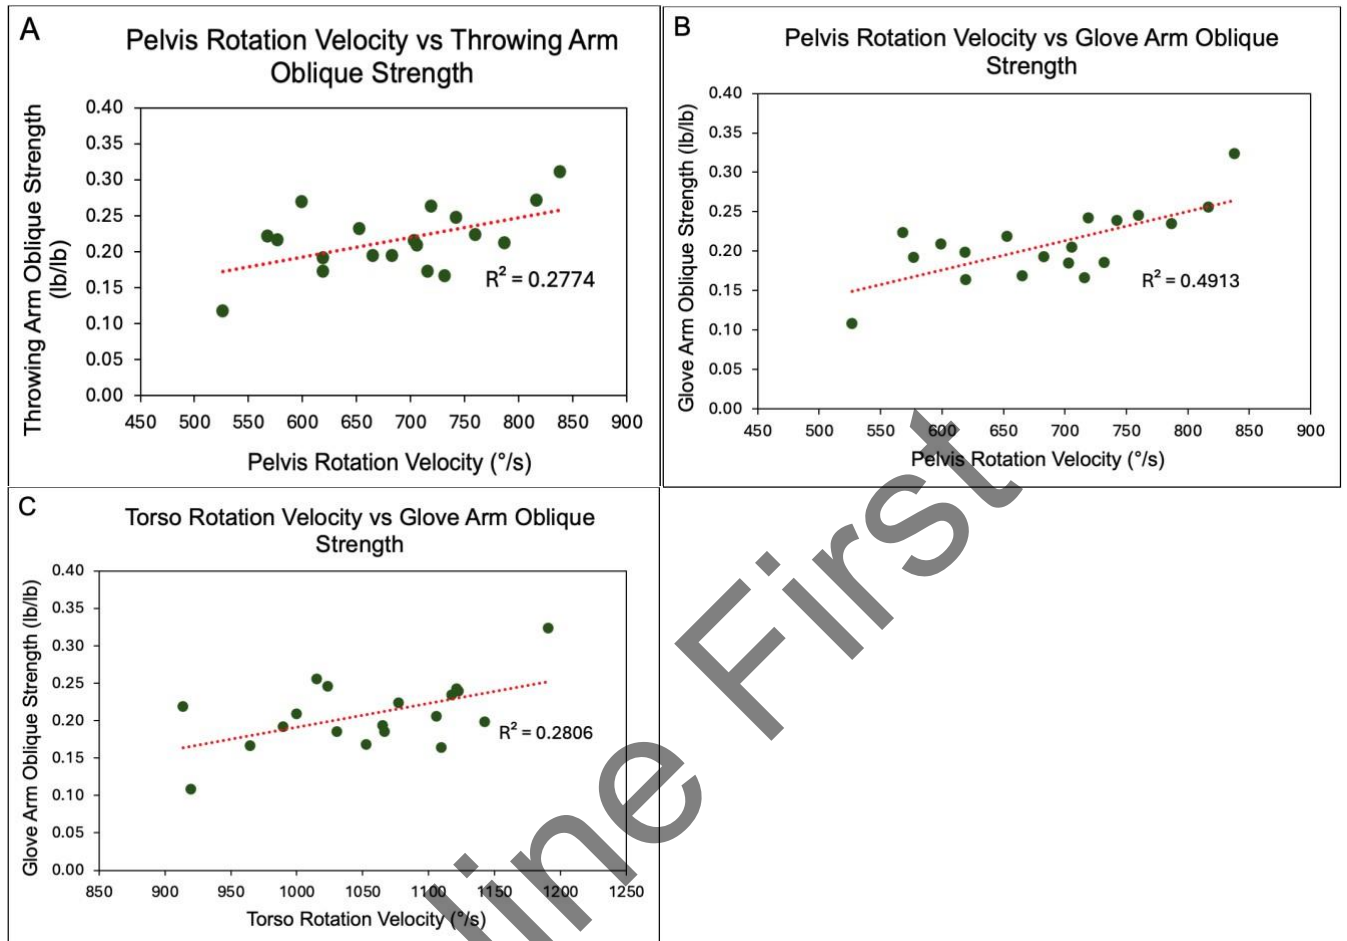 A
Pelvis Rotation Velocity vs Throwing Arm
Oblique Strength
Throwing Arm Oblique Strength
(lb/lb)
0.40
0.35
0.30
0.25
0.20
0.15
0.10
0.05
0.00
R² = 0.2774
450 500 550 600 650 700 750 800 850 900
Pelvis Rotation Velocity (°/s)
B
Pelvis Rotation Velocity vs Glove Arm Oblique
Strength
Glove Arm Oblique Strength (lb/lb)
0.40
0.35
0.30
0.25
0.20
0.15
0.10
0.05
0.00
R² = 0.4913
450 500 550 600 650 700 750 800 850 900
Pelvis Rotation Velocity (°/s)
C
Torso Rotation Velocity vs Glove Arm Oblique
Strength
Glove Arm Oblique Strength (lb/lb)
0.40
0.35
0.30
0.25
0.20
0.15
0.10
0.05
0.00
R² = 0.2806
850 900 950 1000 1050 1100 1150 1200 1250
Torso Rotation Velocity (°/s)
line First